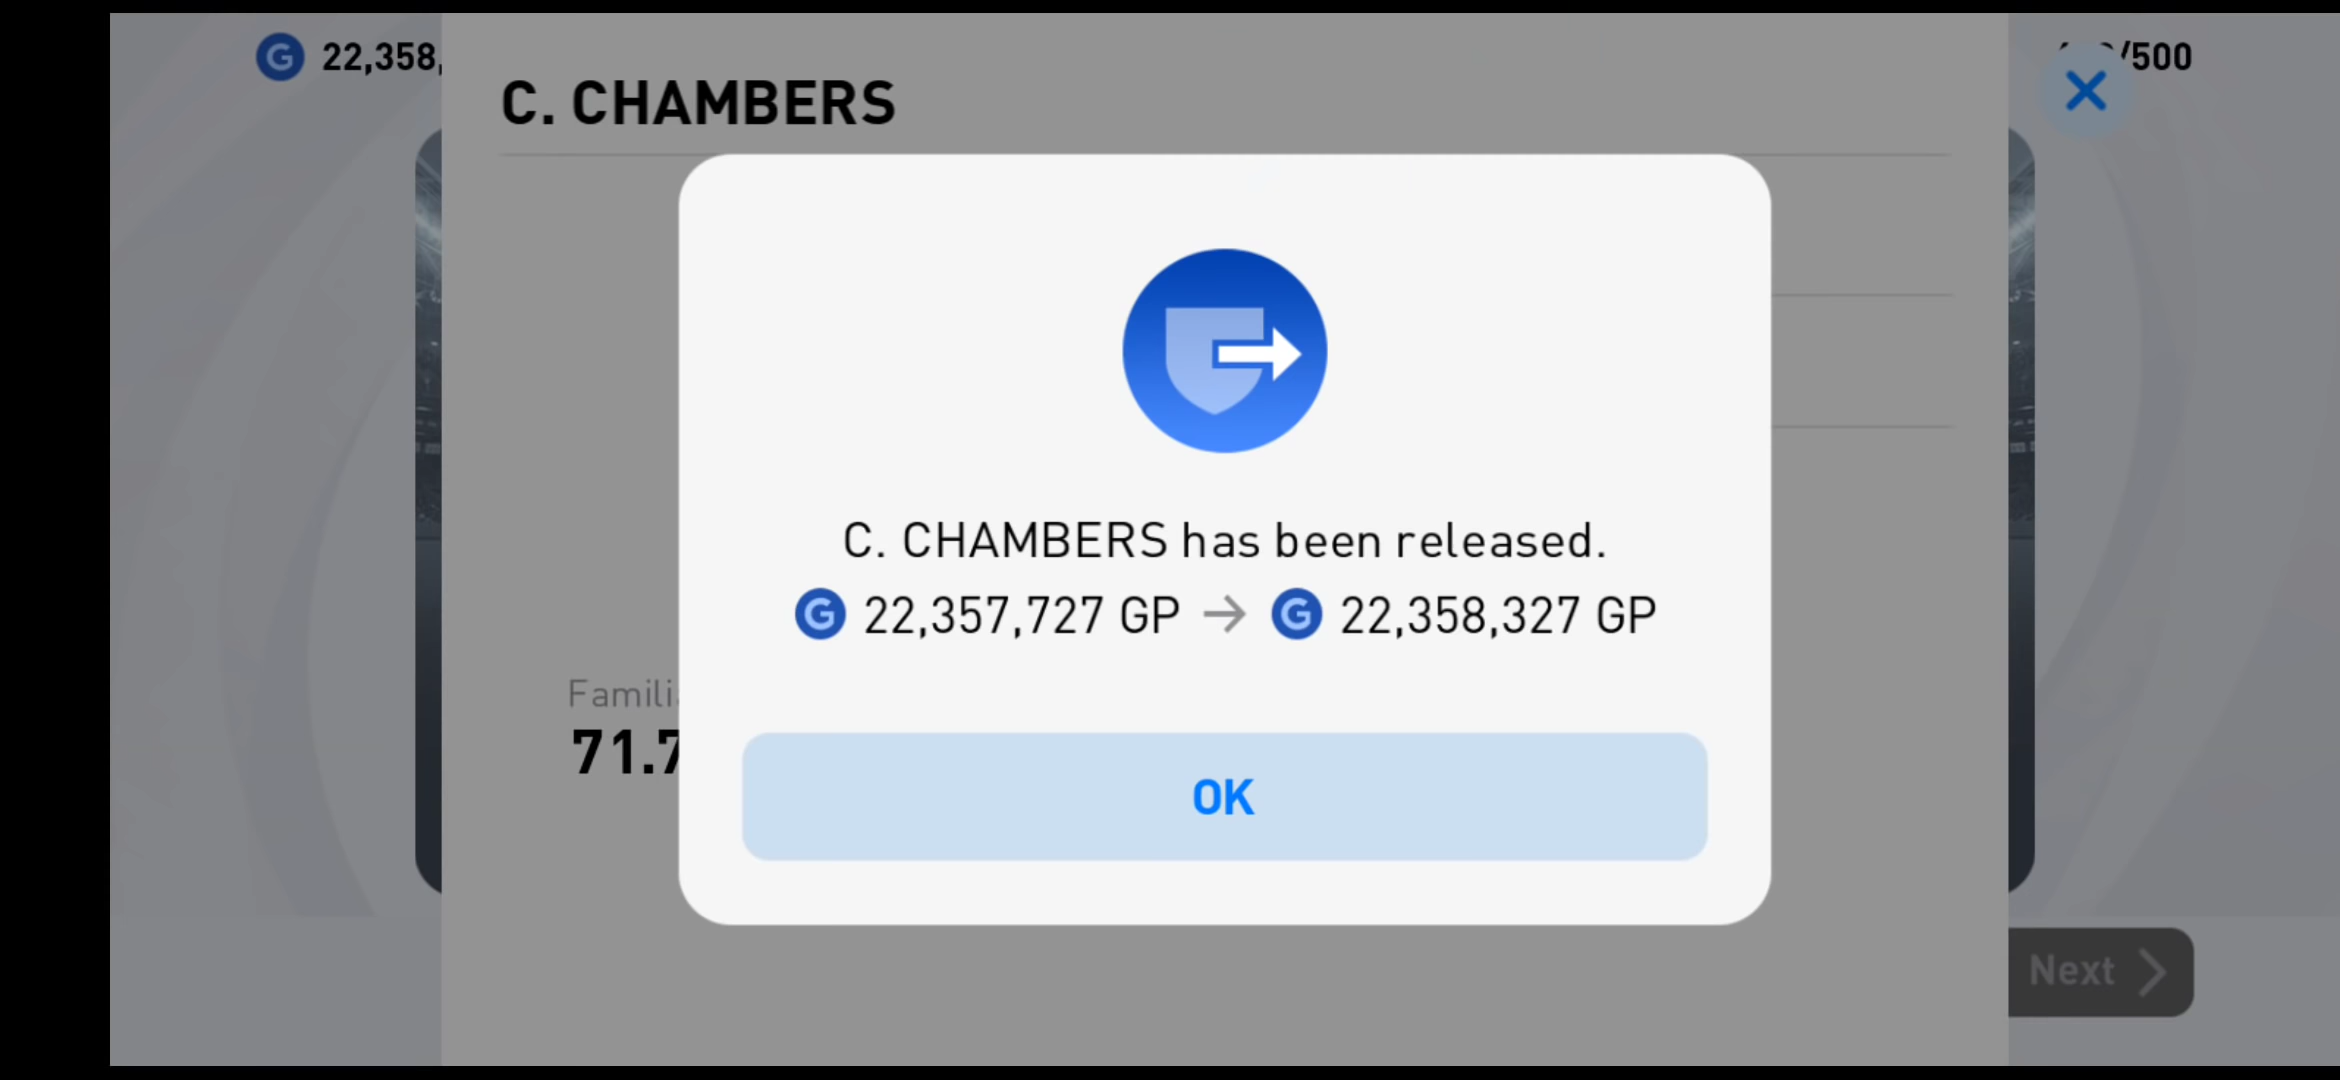 22,358,
/500
C. CHAMBERS
C. CHAMBERS has been released.
G 22,357,727 GP → G 22,358,327 GP
71.7
OK
Next